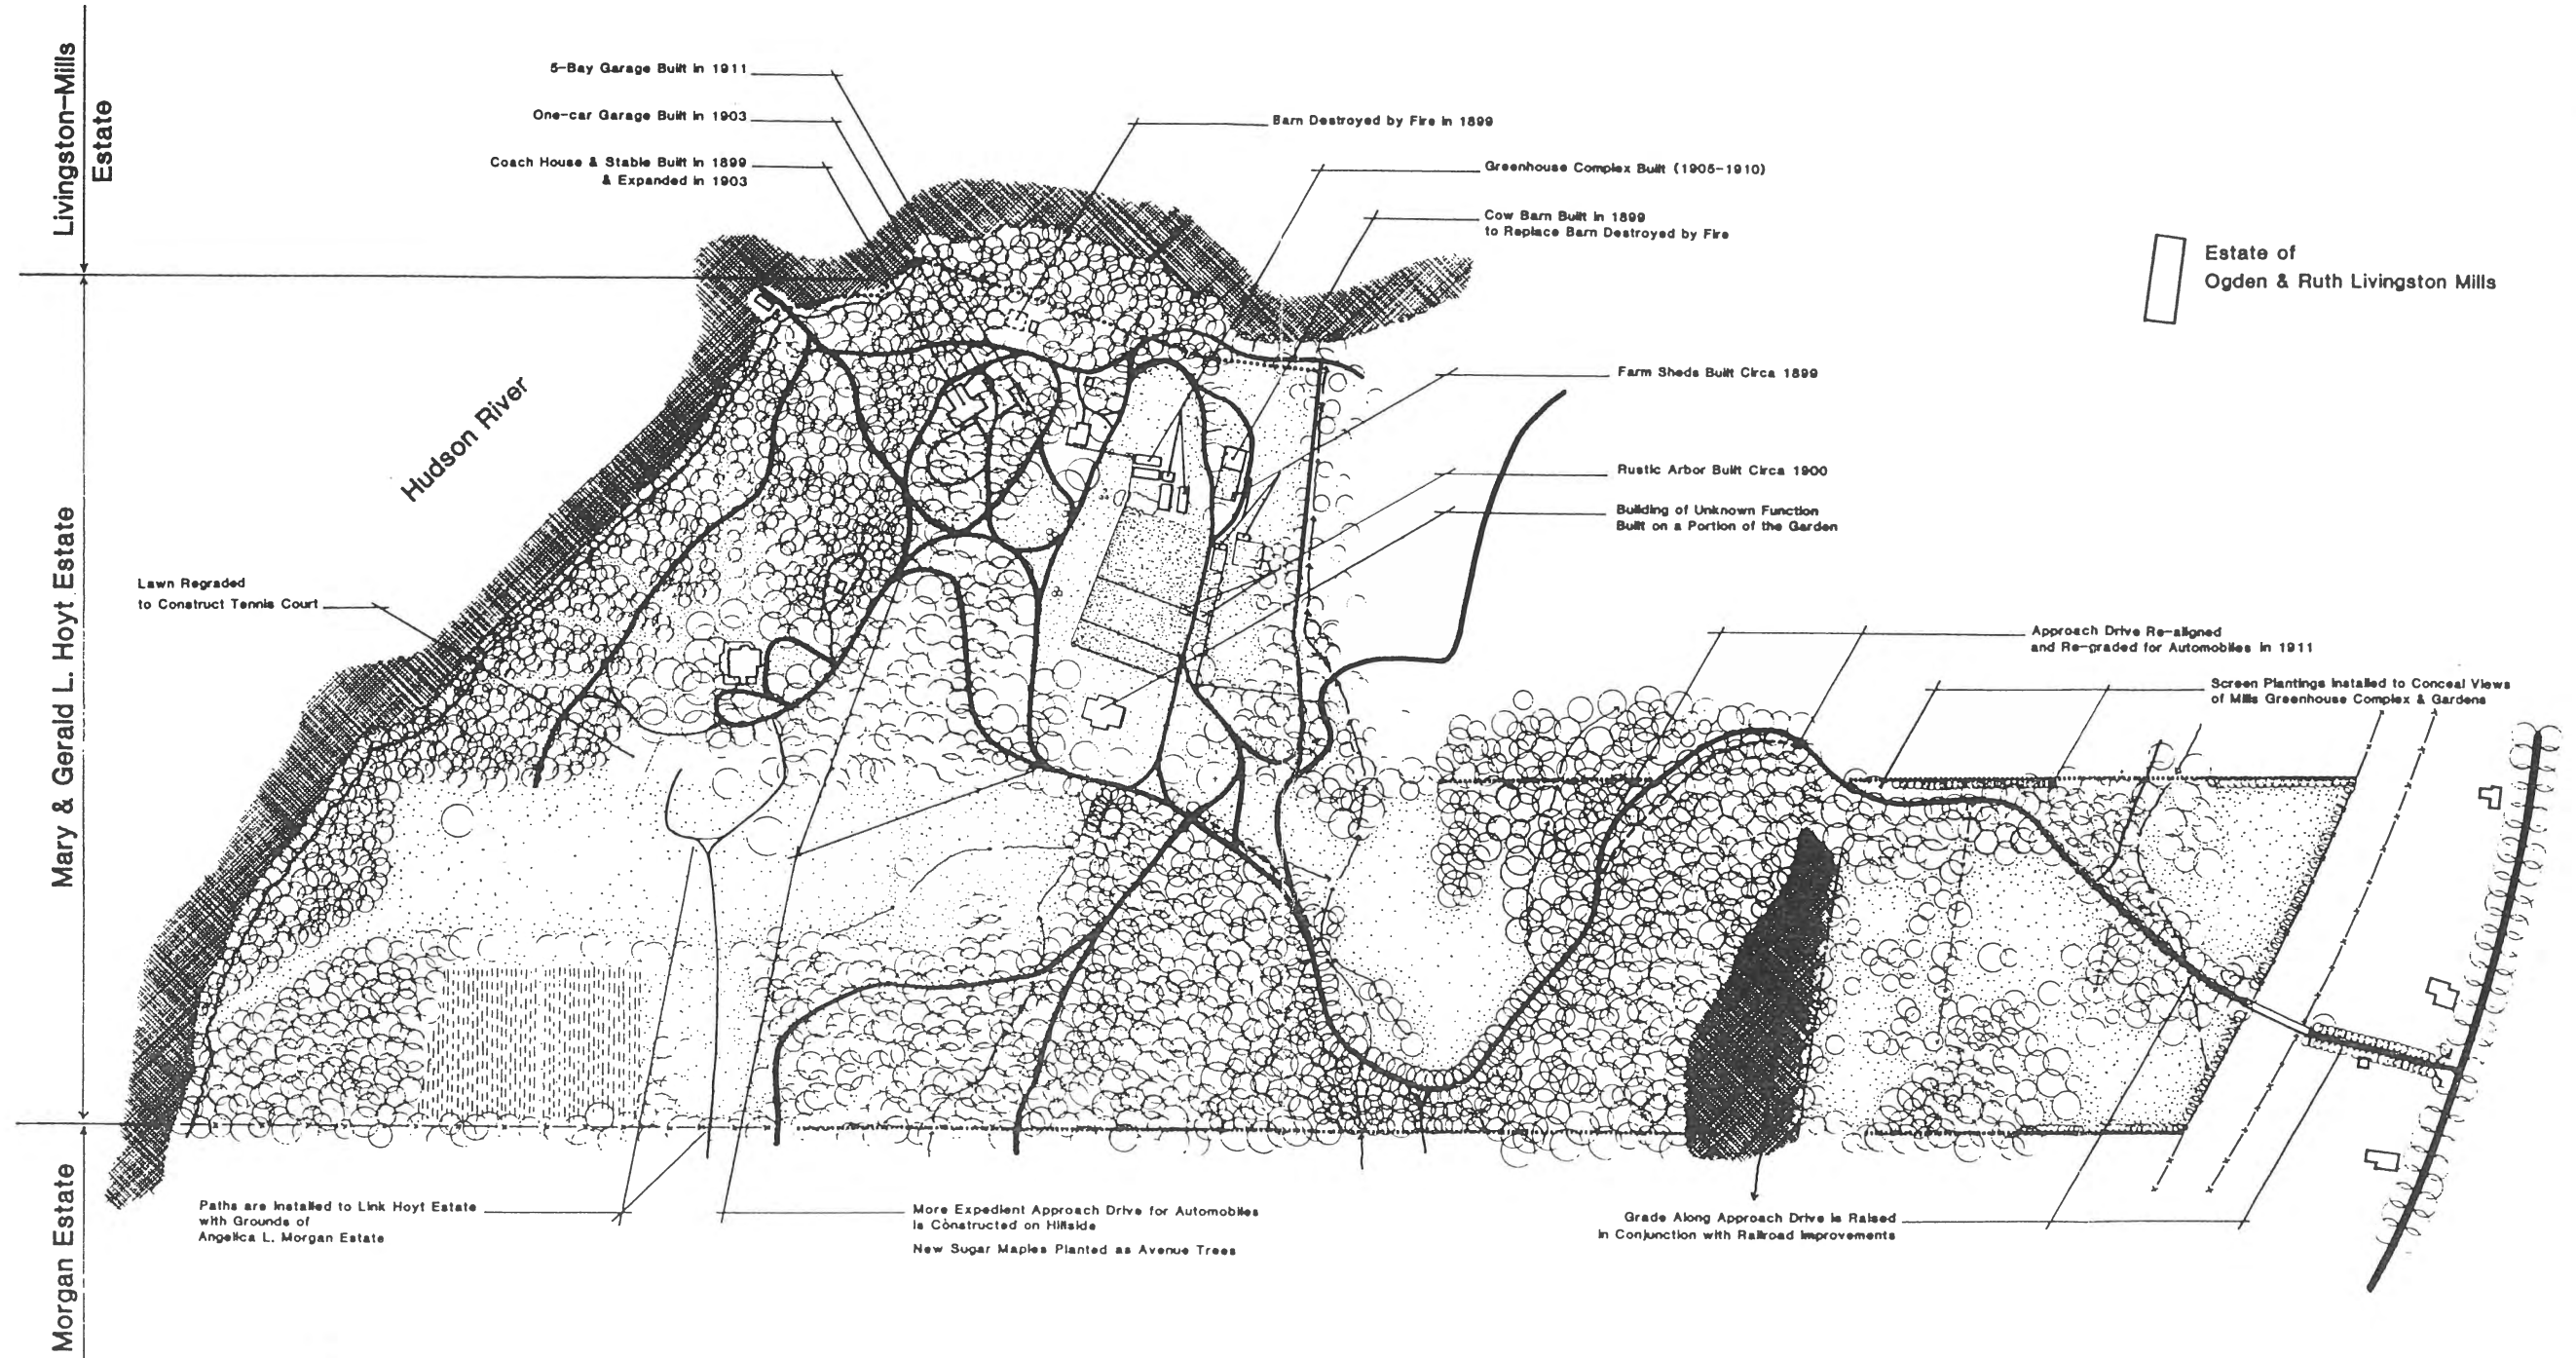 Livingston-Mills
Estate
Mary & Gerald L. Hoyt Estate
Morgan Estate
5-Bay Garage Built in 1911
One-car Garage Built in 1903
Coach House & Stable Built in 1899
& Expanded in 1903
Barn Destroyed by Fire in 1899
Greenhouse Complex Built (1905-1910)
Cow Barn Built in 1899
to Replace Barn Destroyed by Fire
Estate of
Ogden & Ruth Livingston Mills
Hudson River
Farm Sheds Built Circa 1899
Rustic Arbor Built Circa 1900
Building of Unknown Function
Built on a Portion of the Garden
Lawn Regraded
to Construct Tennis Court
Approach Drive Re-aligned
and Re-graded for Automobiles in 1911
Screen Plantings Installed to Conceal Views
of Mills Greenhouse Complex & Gardens
Paths are Installed to Link Hoyt Estate
with Grounds of
Angelica L. Morgan Estate
More Expedient Approach Drive for Automobiles
is Constructed on Hillside
New Sugar Maples Planted as Avenue Trees
Grade Along Approach Drive is Raised
in Conjunction with Railroad Improvements